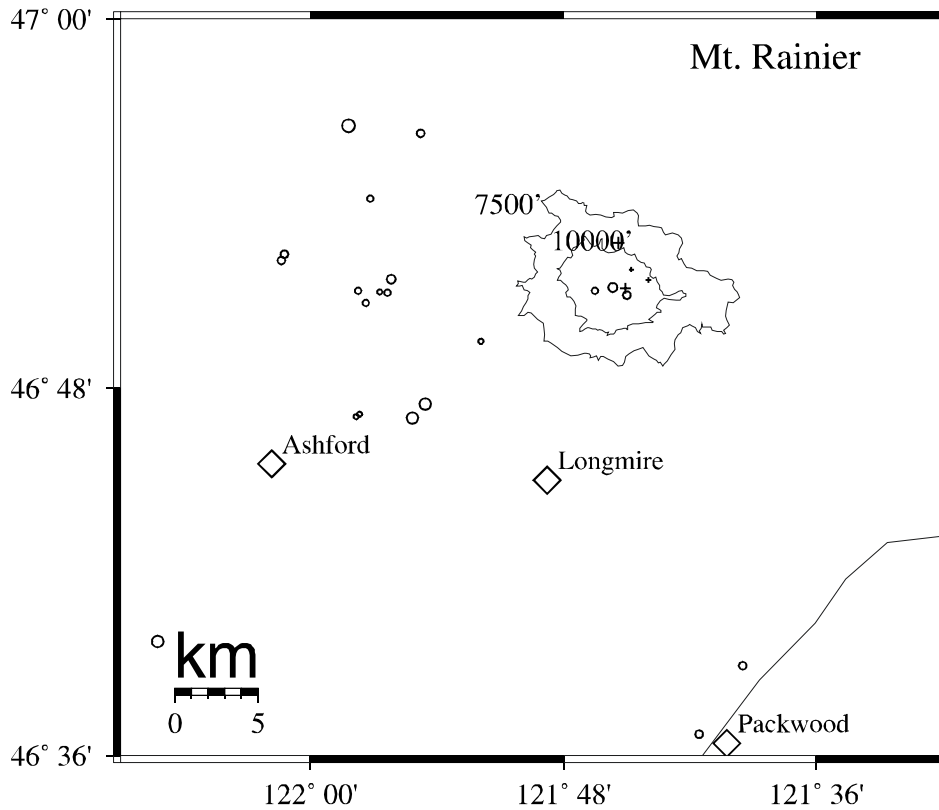 47° 00'
Mt. Rainier
7500’
10000’
46° 48'
Ashford
Longmire
km
0 5
Packwood
46° 36'
122° 00' 121° 48' 121° 36'